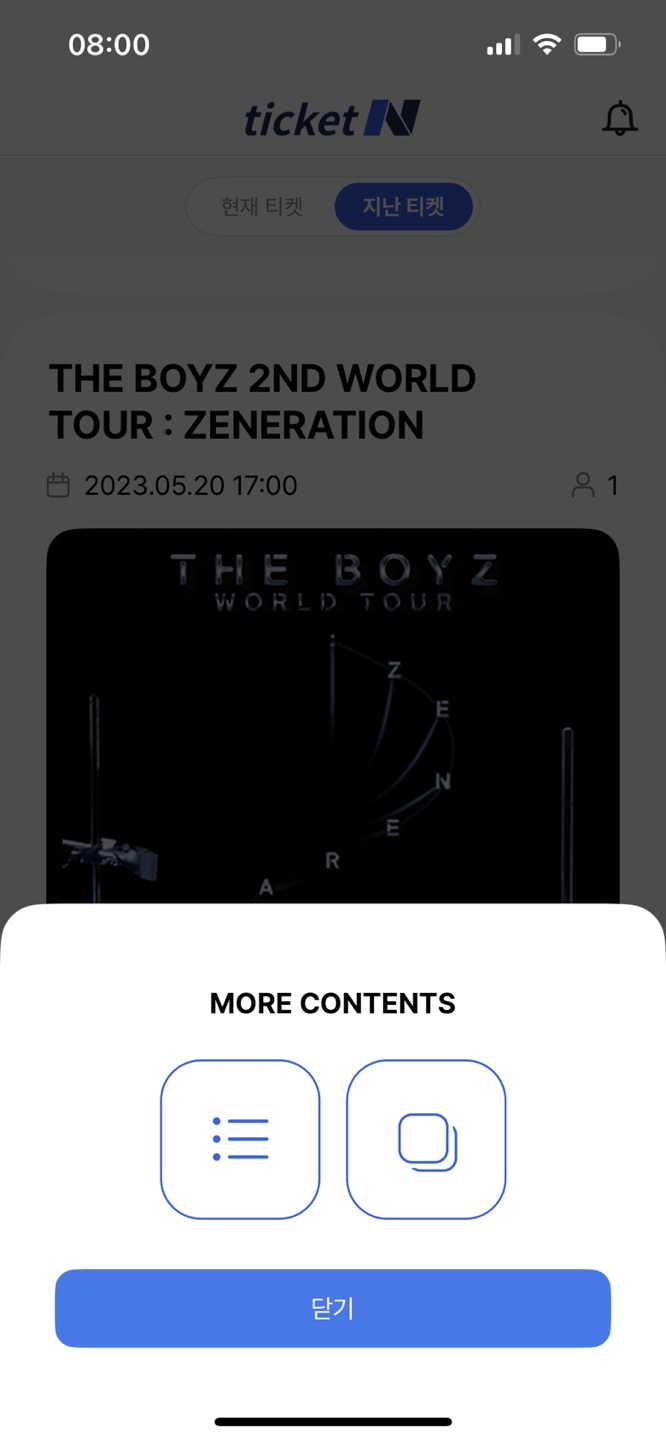 08:00
ticket N
현재 티켓
지난 티켓
THE BOYZ 2ND WORLD
TOUR : ZENERATION
2023.05.20 17:00
1
THE BOYZ
WORLD TOUR
Z
E
N
E
R
A
MORE CONTENTS
닫기